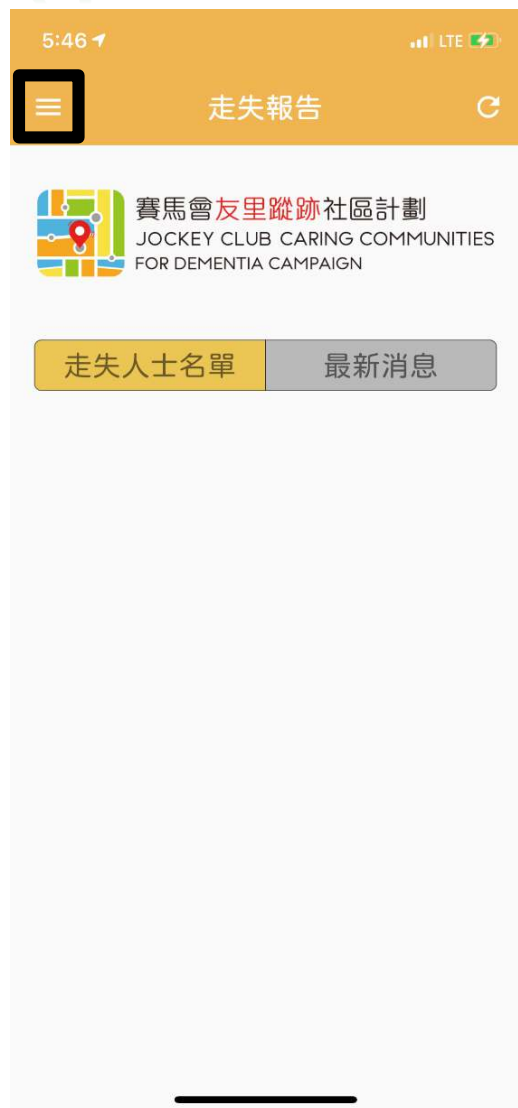 5:46
LTE
走失報告
賽馬會友里蹤跡社區計劃
JOCKEY CLUB CARING COMMUNITIES
FOR DEMENTIA CAMPAIGN
走失人士名單
最新消息